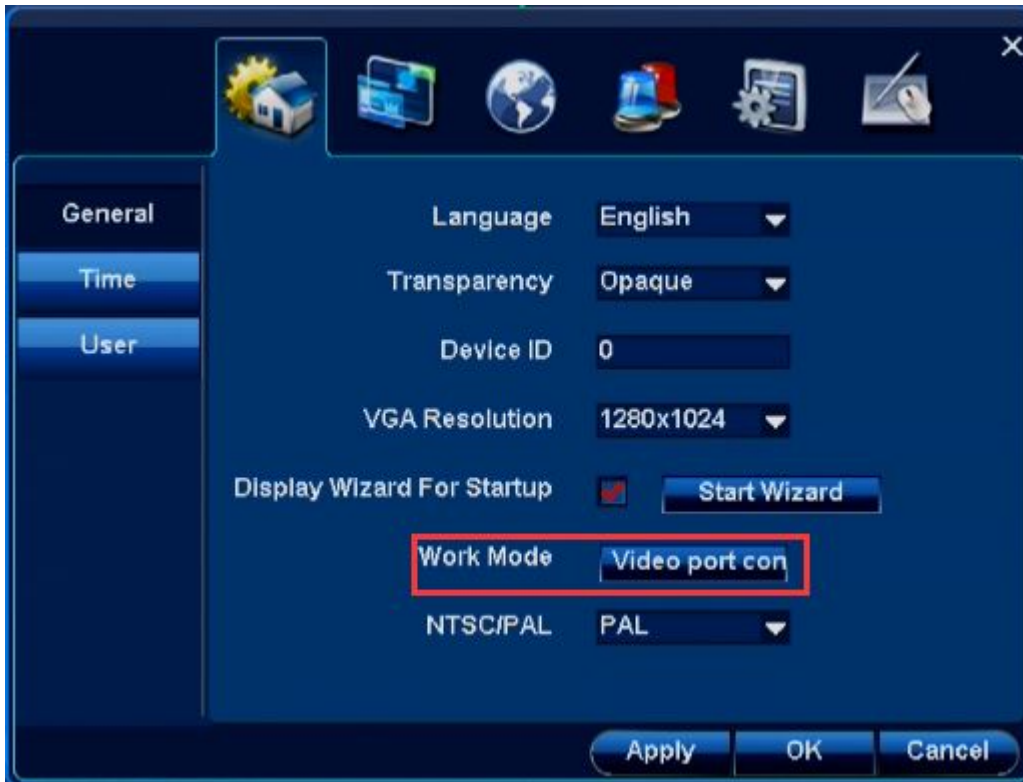 General
Time
User
Language English
Transparency Opaque
Device ID 0
VGA Resolution 1280x1024
Display Wizard For Startup Start Wizard
Work Mode Video port con
NTSC/PAL PAL
Apply OK Cancel